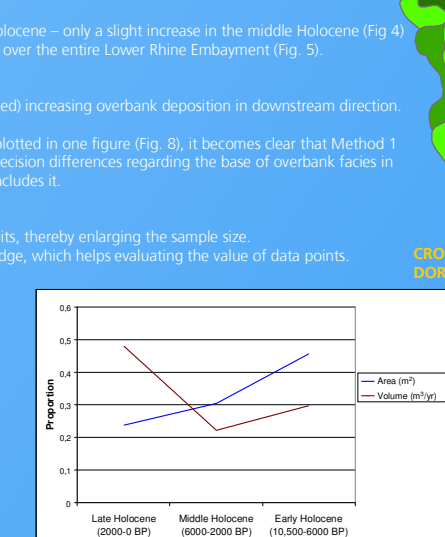 olocene – only a slight increase in the middle Holocene (Fig 4)
over the entire Lower Rhine Embayment (Fig. 5).
ed) increasing overbank deposition in downstream direction.
plotted in one figure (Fig. 8), it becomes clear that Method 1
ecision differences regarding the base of overbank facies in
cludes it.
its, thereby enlarging the sample size.
dge, which helps evaluating the value of data points.
CRO
DOR
0,6
0,5
0,4
0,3
0,2
0,1
0
Proportion
Area (m²)
Volume (m³/yr)
Late Holocene Middle Holocene Early Holocene
(2000-0 BP) (6000-2000 BP) (10,500-6000 BP)